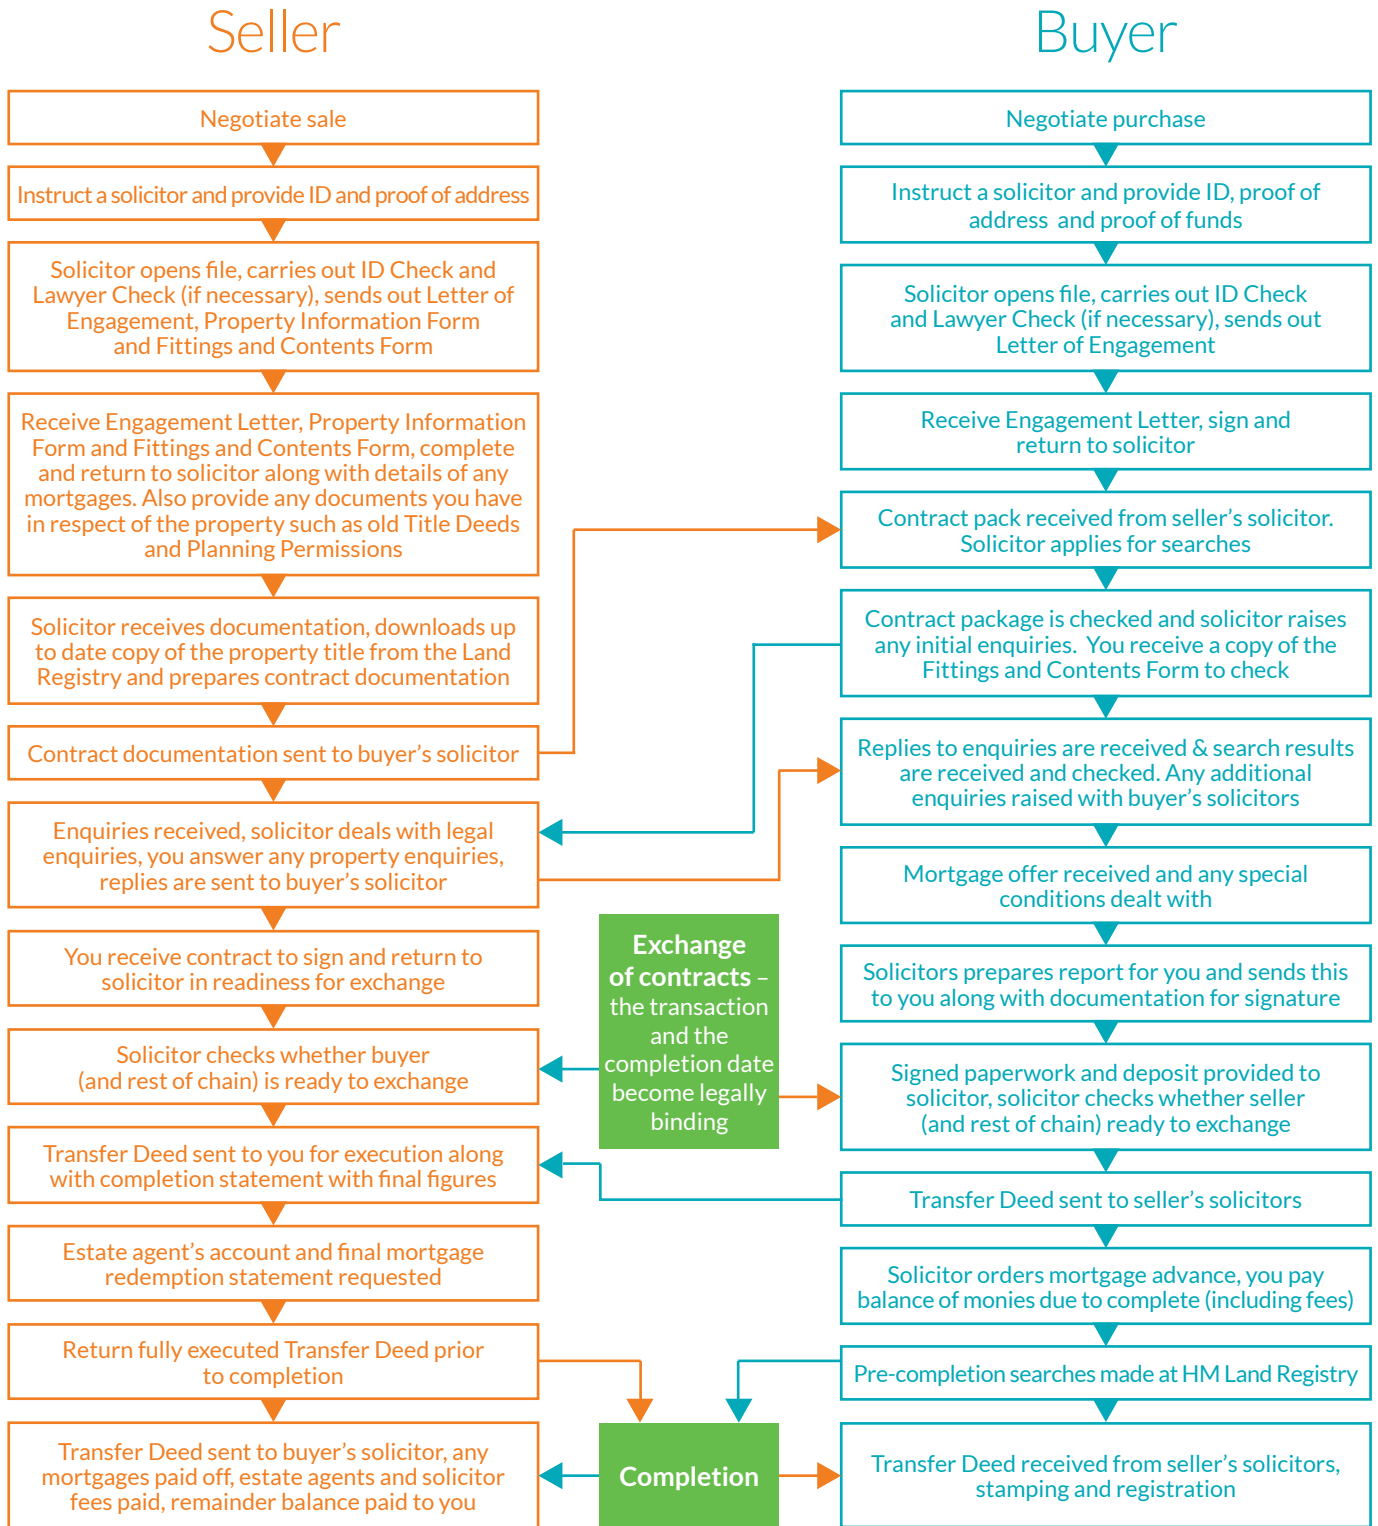 Seller
Negotiate sale
Instruct a solicitor and provide ID and proof of address
Solicitor opens file, carries out ID Check and
Lawyer Check (if necessary), sends out Letter of
Engagement, Property Information Form
and Fittings and Contents Form
Receive Engagement Letter, Property Information
Form and Fittings and Contents Form, complete
and return to solicitor along with details of any
mortgages. Also provide any documents you have
in respect of the property such as old Title Deeds
and Planning Permissions
Solicitor receives documentation, downloads up
to date copy of the property title from the Land
Registry and prepares contract documentation
Contract documentation sent to buyer's solicitor
Enquiries received, solicitor deals with legal
enquiries, you answer any property enquiries,
replies are sent to buyer's solicitor
You receive contract to sign and return to
solicitor in readiness for exchange
Solicitor checks whether buyer
(and rest of chain) is ready to exchange
Transfer Deed sent to you for execution along
with completion statement with final figures
Estate agent's account and final mortgage
redemption statement requested
Return fully executed Transfer Deed prior
to completion
Transfer Deed sent to buyer's solicitor, any
mortgages paid off, estate agents and solicitor
fees paid, remainder balance paid to you
Exchange
of contracts –
the transaction
and the
completion date
become legally
binding
Completion
Buyer
Negotiate purchase
Instruct a solicitor and provide ID, proof of
address and proof of funds
Solicitor opens file, carries out ID Check
and Lawyer Check (if necessary), sends out
Letter of Engagement
Receive Engagement Letter, sign and
return to solicitor
Contract pack received from seller's solicitor.
Solicitor applies for searches
Contract package is checked and solicitor raises
any initial enquiries. You receive a copy of the
Fittings and Contents Form to check
Replies to enquiries are received & search results
are received and checked. Any additional
enquiries raised with buyer's solicitors
Mortgage offer received and any special
conditions dealt with
Solicitors prepares report for you and sends this
to you along with documentation for signature
Signed paperwork and deposit provided to
solicitor, solicitor checks whether seller
(and rest of chain) ready to exchange
Transfer Deed sent to seller's solicitors
Solicitor orders mortgage advance, you pay
balance of monies due to complete (including fees)
Pre-completion searches made at HM Land Registry
Transfer Deed received from seller's solicitors,
stamping and registration